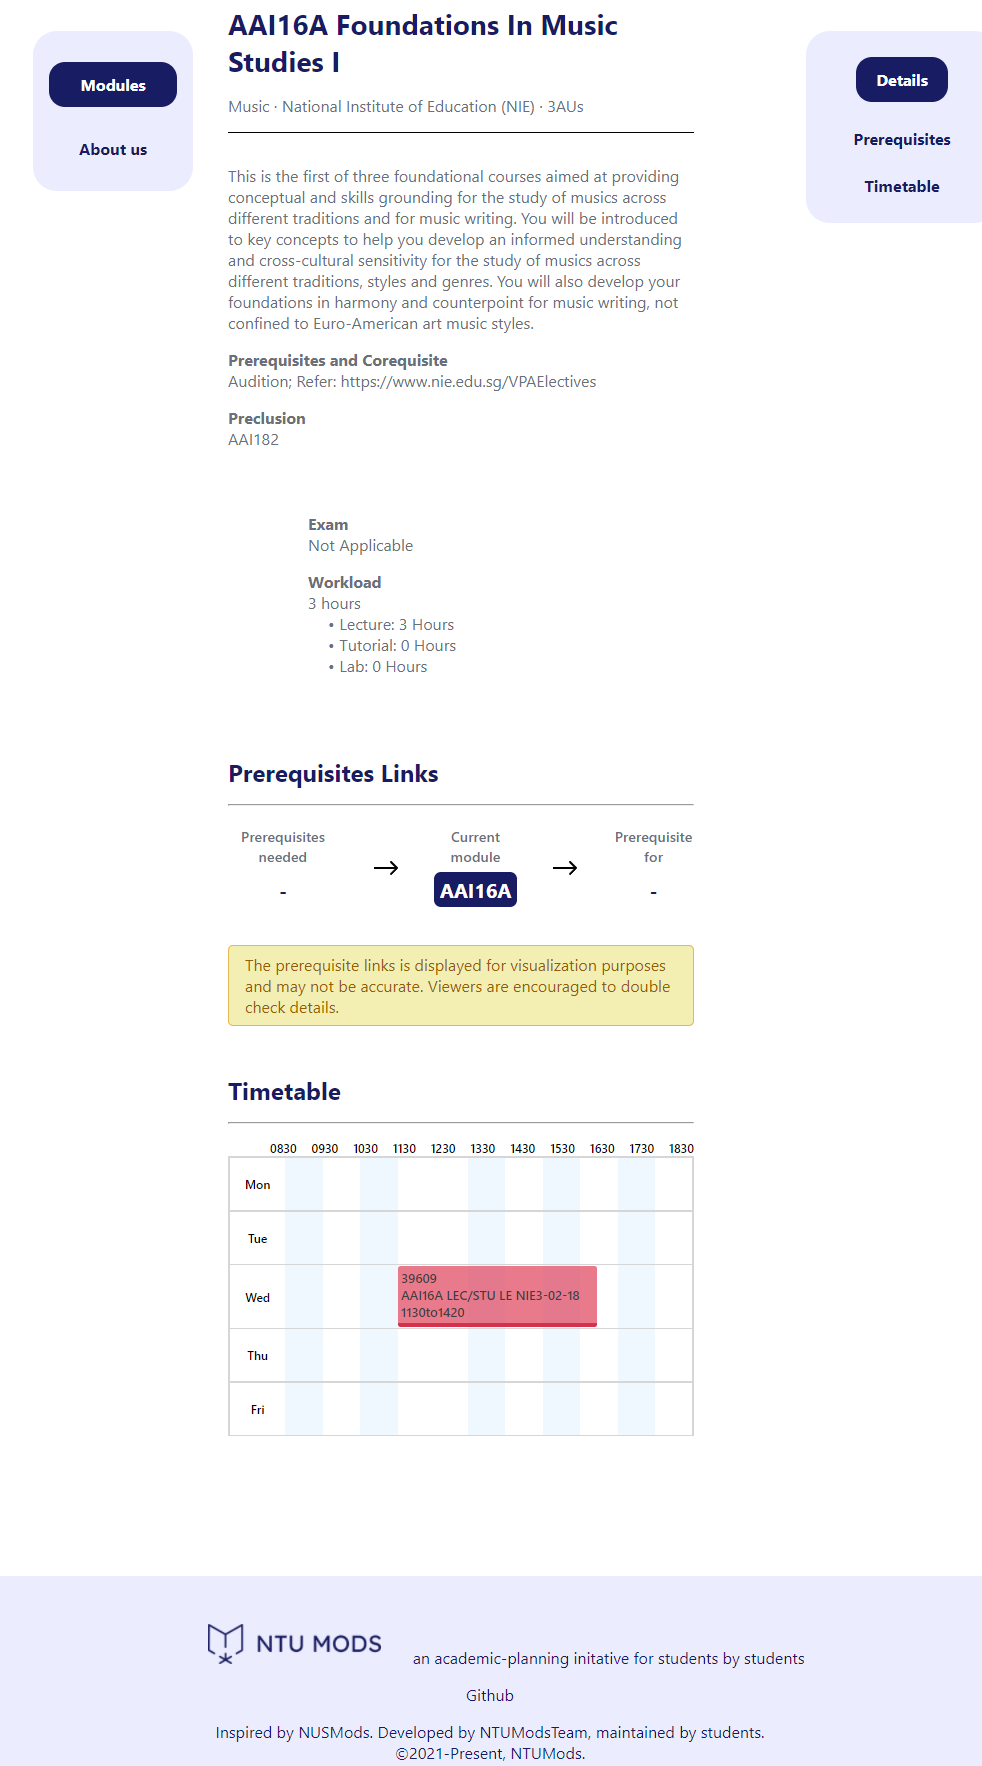 AAI16A Foundations In Music
Studies I
Modules
About us
Details
Prerequisites
Timetable
Music · National Institute of Education (NIE) · 3AUs
This is the first of three foundational courses aimed at providing
conceptual and skills grounding for the study of musics across
different traditions and for music writing. You will be introduced
to key concepts to help you develop an informed understanding
and cross-cultural sensitivity for the study of musics across
different traditions, styles and genres. You will also develop your
foundations in harmony and counterpoint for music writing, not
confined to Euro-American art music styles.
Prerequisites and Corequisite
Audition; Refer: https://www.nie.edu.sg/VPAElectives
Preclusion
AAI182
Exam
Not Applicable
Workload
3 hours
• Lecture: 3 Hours
• Tutorial: 0 Hours
• Lab: 0 Hours
Prerequisites Links
Prerequisites
needed
-
Current
module
AAI16A
Prerequisite
for
-
The prerequisite links is displayed for visualization purposes
and may not be accurate. Viewers are encouraged to double
check details.
Timetable
0830 0930 1030 1130 1230 1330 1430 1530 1630 1730 1830
Mon
Tue
Wed
39609
AAI16A LEC/STU LE NIE3-02-18
1130to1420
Thu
Fri
NTU MODS
an academic-planning initative for students by students
Github
Inspired by NUSMods. Developed by NTUModsTeam, maintained by students.
©2021-Present, NTUMods.